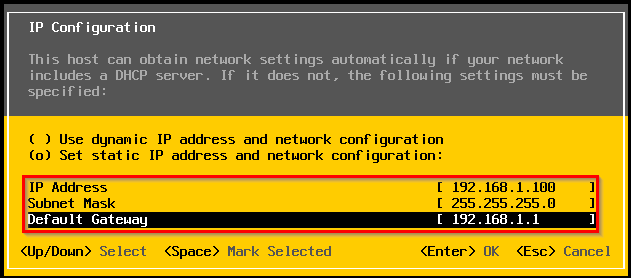 IP Configuration
This host can obtain network settings automatically if your network
includes a DHCP server. If it does not, the following settings must be
specified:
( ) Use dynamic IP address and network configuration
(o) Set static IP address and network configuration:
IP Address [ 192.168.1.100 ]
Subnet Mask [ 255.255.255.0 ]
Default Gateway [ 192.168.1.1 ]
<Up/Down> Select <Space> Mark Selected <Enter> OK <Esc> Cancel